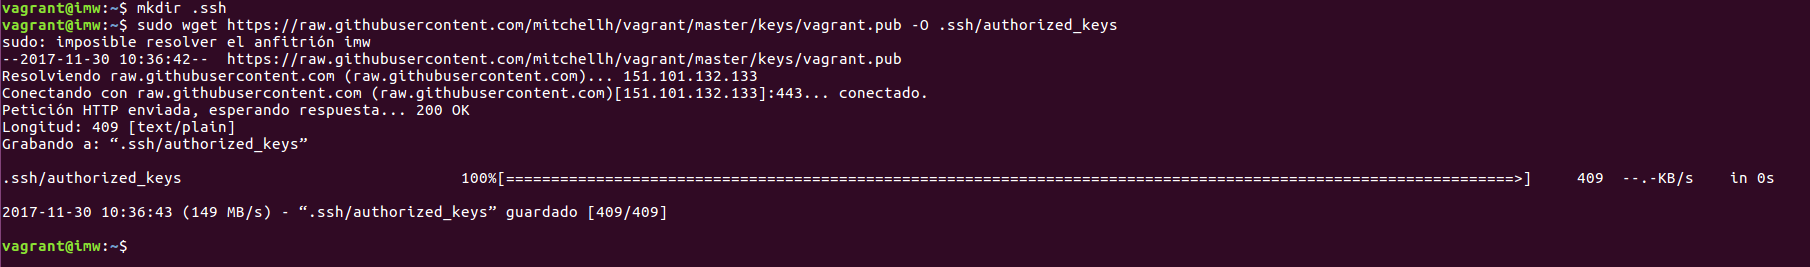 vagrant@imw:~$ mkdir .ssh
vagrant@imw:~$ sudo wget https://raw.githubusercontent.com/mitchellh/vagrant/master/keys/vagrant.pub -O .ssh/authorized_keys
sudo: imposible resolver el anfitrión imw
--2017-11-30 10:36:42--  https://raw.githubusercontent.com/mitchellh/vagrant/master/keys/vagrant.pub
Resolviendo raw.githubusercontent.com (raw.githubusercontent.com)... 151.101.132.133
Conectando con raw.githubusercontent.com (raw.githubusercontent.com)[151.101.132.133]:443... conectado.
Petición HTTP enviada, esperando respuesta... 200 OK
Longitud: 409 [text/plain]
Grabando a: “.ssh/authorized_keys”
.ssh/authorized_keys 100%[================================================================================================================>] 409 --.-KB/s in 0s
2017-11-30 10:36:43 (149 MB/s) - “.ssh/authorized_keys” guardado [409/409]
vagrant@imw:~$